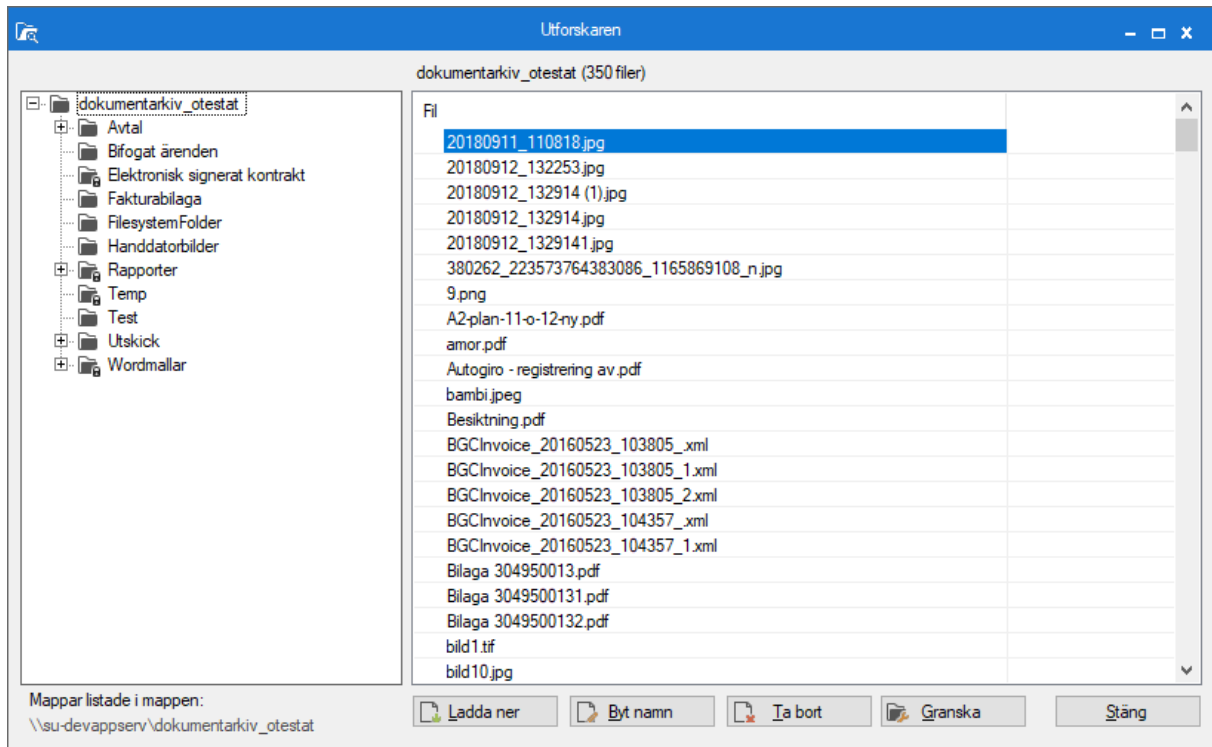 Utforskaren
dokumentarkiv_otestat (350 filer)
dokumentarkiv_otestat
Avtal
Bifogat ärenden
Elektronisk signerat kontrakt
Fakturabilaga
FilesystemFolder
Handdatorbilder
Rapporter
Temp
Test
Utskick
Wordmallar
Fil
20180911_110818.jpg
20180912_132253.jpg
20180912_132914 (1).jpg
20180912_132914.jpg
20180912_1329141.jpg
380262_223573764383086_1165869108_n.jpg
9.png
A2-plan-11-o-12-ny.pdf
amor.pdf
Autogiro - registrering av.pdf
bambi.jpeg
Besiktning.pdf
BGCInvoice_20160523_103805_.xml
BGCInvoice_20160523_103805_1.xml
BGCInvoice_20160523_103805_2.xml
BGCInvoice_20160523_104357_.xml
BGCInvoice_20160523_104357_1.xml
Bilaga 304950013.pdf
Bilaga 3049500131.pdf
Bilaga 3049500132.pdf
bild1.tif
bild10.jpg
Mappar listade i mappen:
\\su-devappserv\dokumentarkiv_otestat
Ladda ner
Byt namn
Ta bort
Granska
Stäng